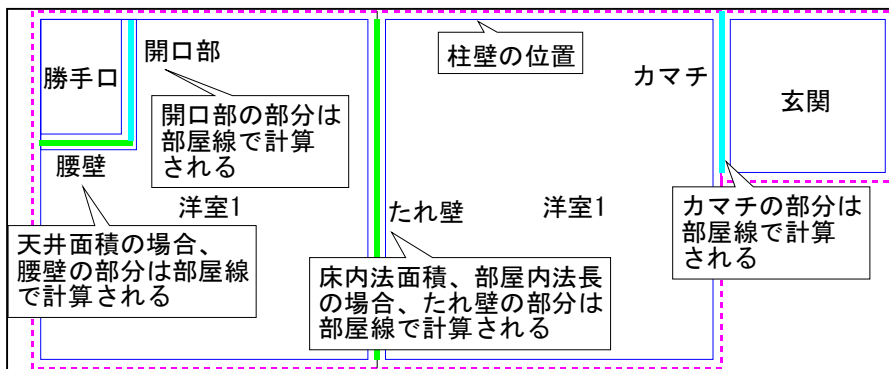 勝手口
開口部
開口部の部分は
部屋線で計算
される
腰壁
天井面積の場合、
腰壁の部分は部屋線
で計算される
洋室1
柱壁の位置
たれ壁
床内法面積、部屋内法長
の場合、たれ壁の部分は
部屋線で計算される
洋室1
カマチ
玄関
カマチの部分は
部屋線で計算
される